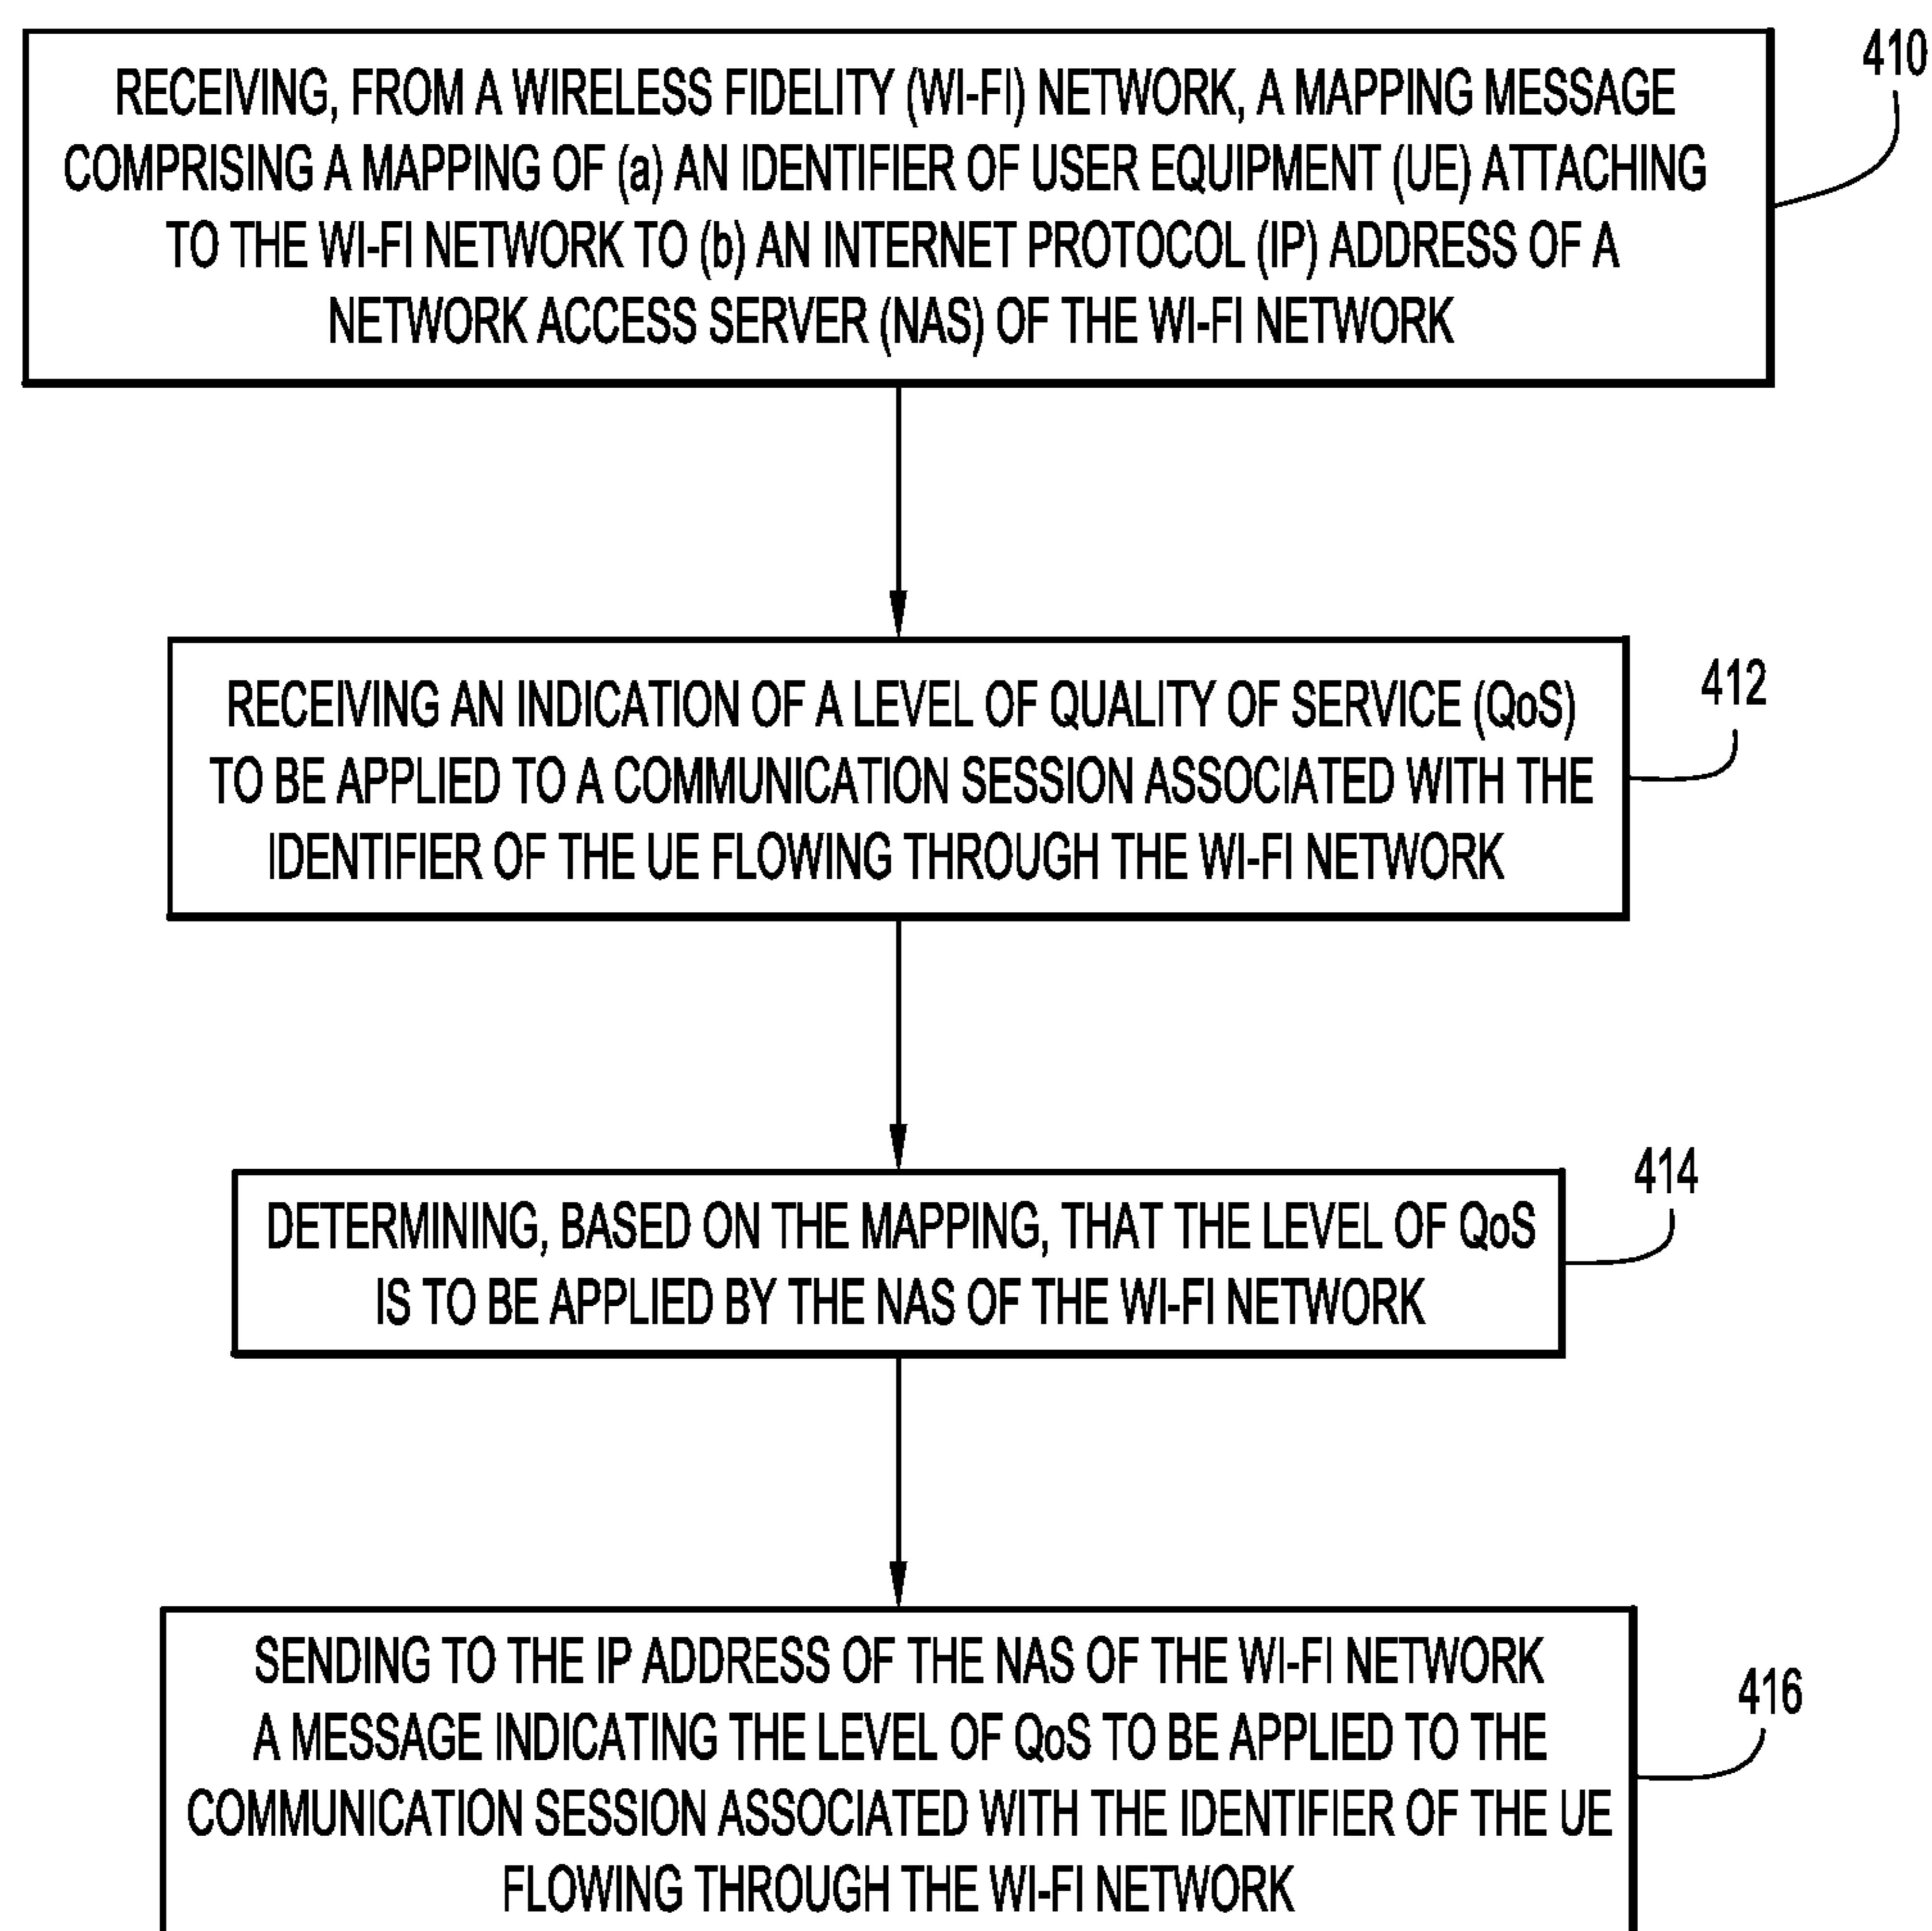 410
RECEIVING, FROM A WIRELESS FIDELITY (WI-FI) NETWORK, A MAPPING MESSAGE
COMPRISING A MAPPING OF (a) AN IDENTIFIER OF USER EQUIPMENT (UE) ATTACHING
TO THE WI-FI NETWORK TO (b) AN INTERNET PROTOCOL (IP) ADDRESS OF A
NETWORK ACCESS SERVER (NAS) OF THE WI-FI NETWORK
412
RECEIVING AN INDICATION OF A LEVEL OF QUALITY OF SERVICE (QoS)
TO BE APPLIED TO A COMMUNICATION SESSION ASSOCIATED WITH THE
IDENTIFIER OF THE UE FLOWING THROUGH THE WI-FI NETWORK
414
DETERMINING, BASED ON THE MAPPING, THAT THE LEVEL OF QoS
IS TO BE APPLIED BY THE NAS OF THE WI-FI NETWORK
416
SENDING TO THE IP ADDRESS OF THE NAS OF THE WI-FI NETWORK
A MESSAGE INDICATING THE LEVEL OF QoS TO BE APPLIED TO THE
COMMUNICATION SESSION ASSOCIATED WITH THE IDENTIFIER OF THE UE
FLOWING THROUGH THE WI-FI NETWORK